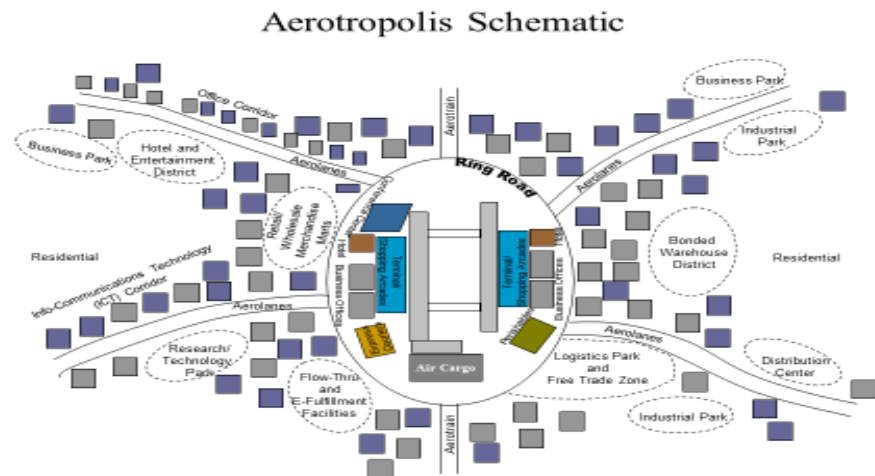 Aerotropolis Schematic
Office Corridor
Aerotrain
Business Park
Industrial Park
Business Park
Hotel and
Entertainment
District
Aerolanes
Ring Road
Aerolanes
Conference Center
Retail/
Wholesale
Merchandise
Marts
Hotel
Terminal/
Shopping Arcades
Business Offices
Terminal/
Shopping Arcades
Hotel
Business Offices
Bonded
Warehouse
District
Residential
Residential
Info-Communications Technology
(ICT) Corridor
Aerolanes
Aerolanes
Express
Air Cargo
Research/
Technology
Park
Flow-Thru
and
E-Fulfillment
Facilities
Logistics Park
and
Free Trade Zone
Distribution
Center
Industrial Park
Aerotrain